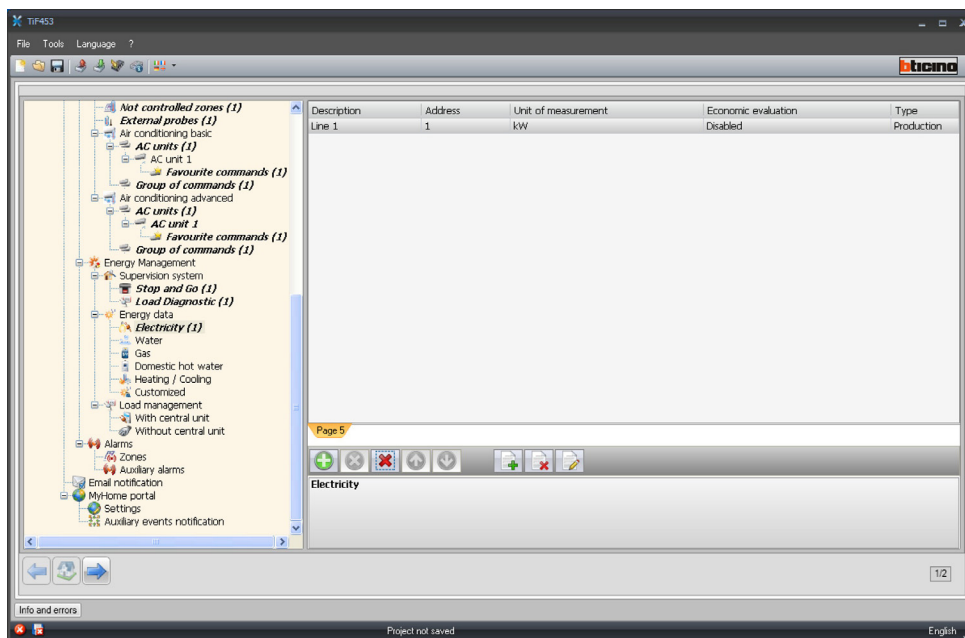 TiF453
File Tools Language ?
bticino
Not controlled zones (1)
External probes (1)
Air conditioning basic
AC units (1)
AC unit 1
Favourite commands (1)
Group of commands (1)
Air conditioning advanced
AC units (1)
AC unit 1
Favourite commands (1)
Group of commands (1)
Energy Management
Supervision system
Stop and Go (1)
Load Diagnostic (1)
Energy data
Electricity (1)
Water
Gas
Domestic hot water
Heating / Cooling
Customized
Load management
With central unit
Without central unit
Alarms
Zones
Auxiliary alarms
Email notification
MyHome portal
Settings
Auxiliary events notification
Description Address Unit of measurement Economic evaluation Type
Line 1 1 kW Disabled Production
Page 5
Electricity
1/2
Info and errors
Project not saved English